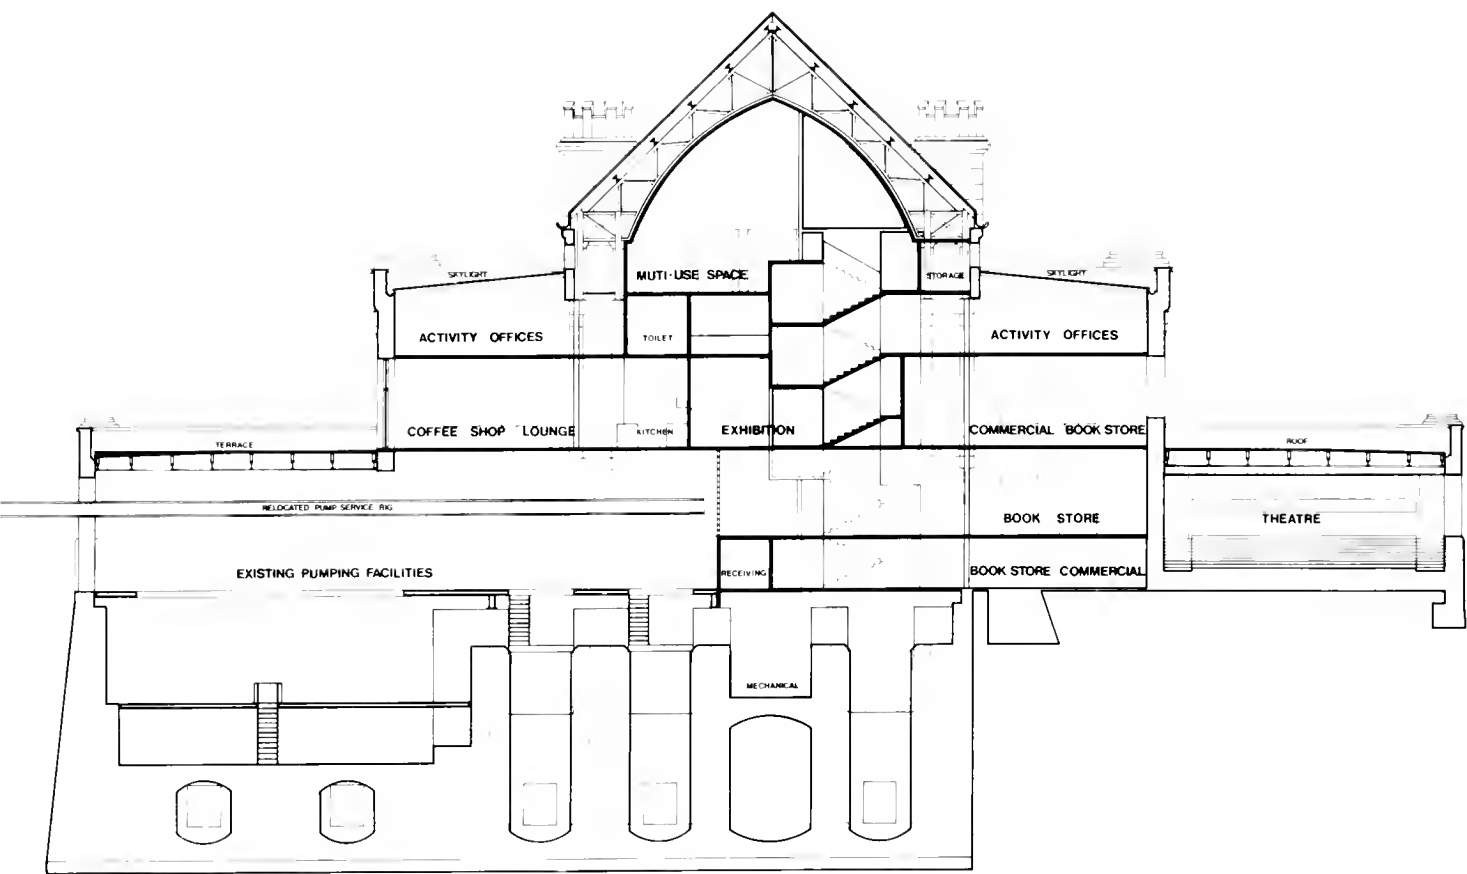 SKYLIGHT
MUTI-USE SPACE
STORAGE
SKYLIGHT
ACTIVITY OFFICES
TOILET
ACTIVITY OFFICES
COFFEE SHOP LOUNGE
KITCHEN
EXHIBITION
COMMERCIAL BOOK STORE
TERRACE
ROOF
RELOCATED PUMP SERVICE RIG
BOOK STORE
THEATRE
EXISTING PUMPING FACILITIES
RECEIVING
BOOK STORE COMMERCIAL
MECHANICAL